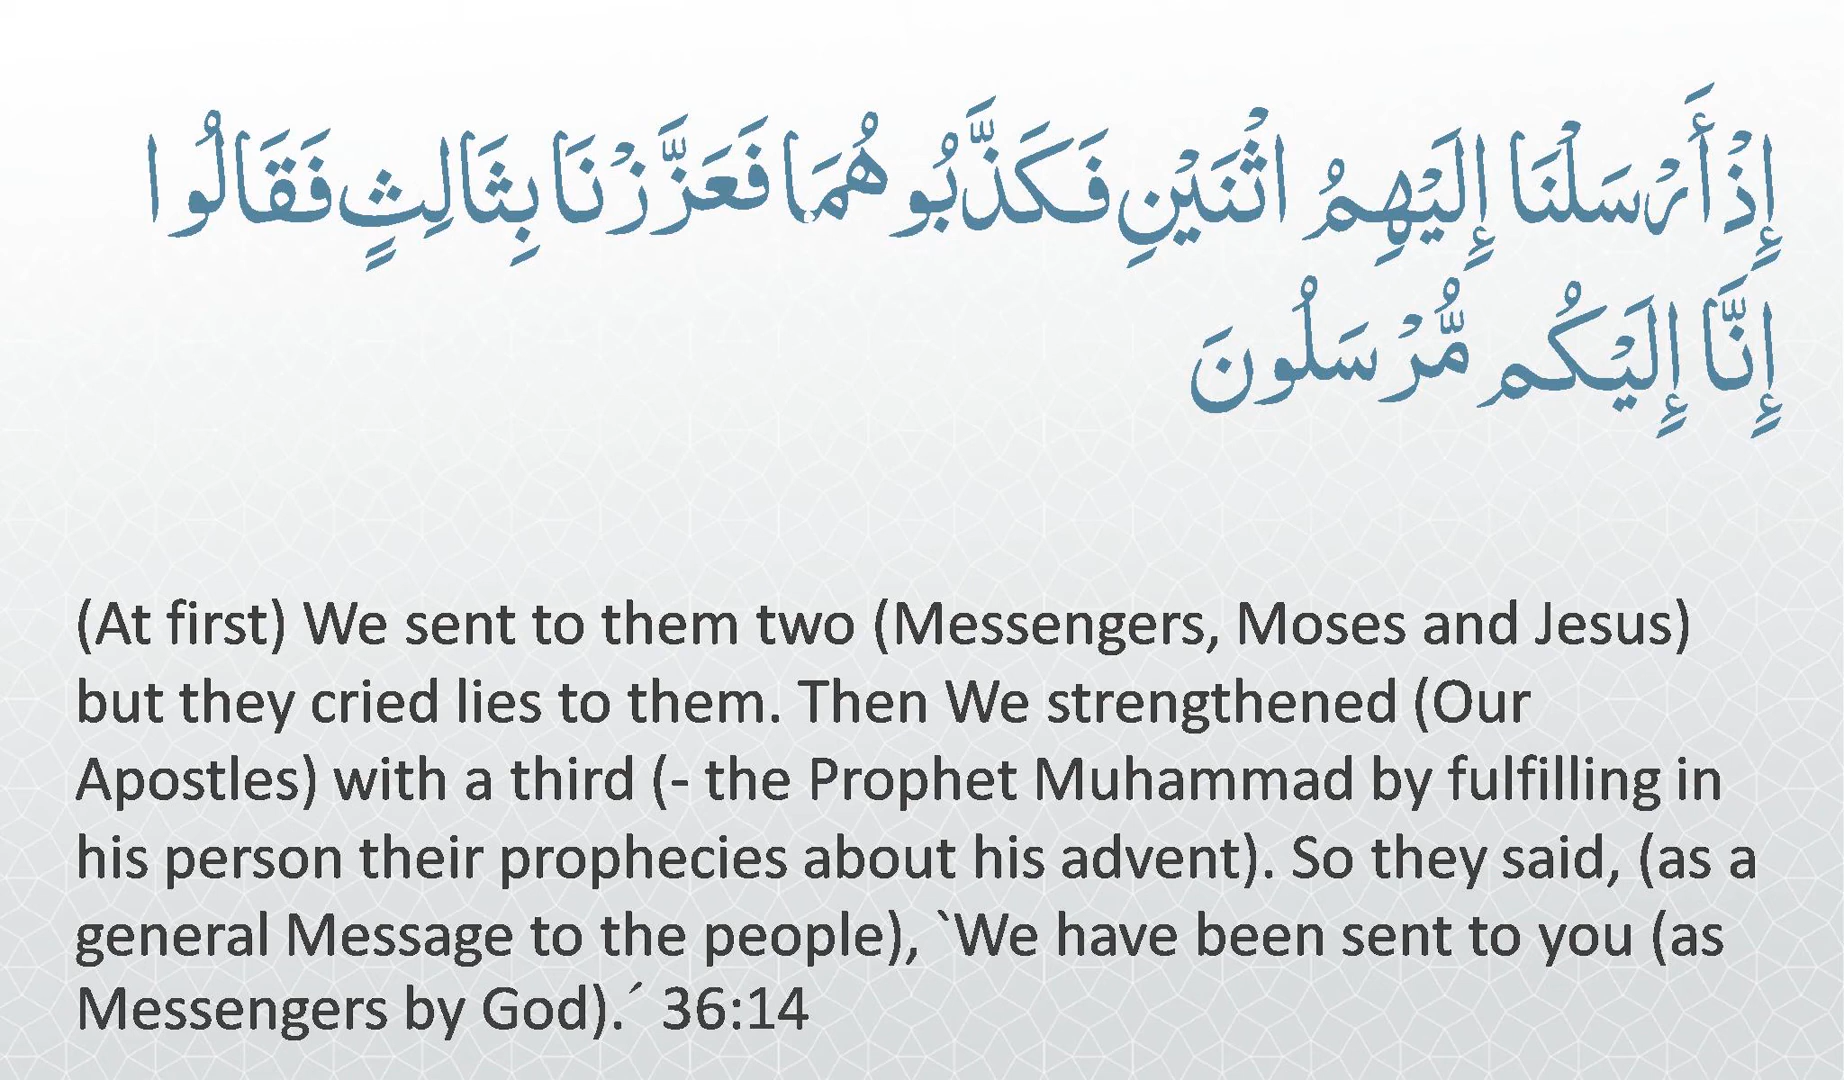 إِذْ أَرْسَلْنَا إِلَيْهِمُ اثْنَيْنِ فَكَذَّبُوهُمَا فَعَزَّزْنَا بِثَالِثٍ فَقَالُوا
إِنَّا إِلَيْكُم مُّرْسَلُونَ
(At first) We sent to them two (Messengers, Moses and Jesus)
but they cried lies to them. Then We strengthened (Our
Apostles) with a third (- the Prophet Muhammad by fulfilling in
his person their prophecies about his advent). So they said, (as a
general Message to the people), `We have been sent to you (as
Messengers by God).´ 36:14